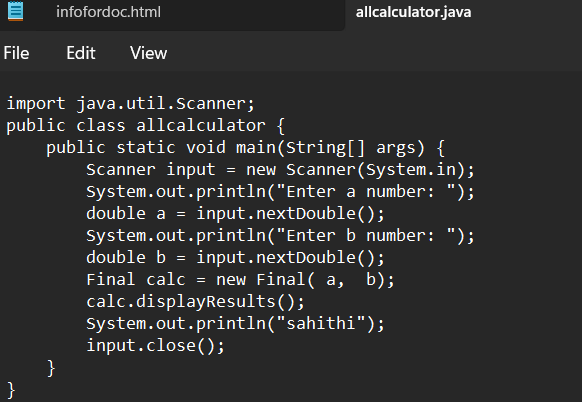 infofordoc.html allcalculator.java
File Edit View
import java.util.Scanner;
public class allcalculator {
    public static void main(String[] args) {
        Scanner input = new Scanner(System.in);
        System.out.println("Enter a number: ");
        double a = input.nextDouble();
        System.out.println("Enter b number: ");
        double b = input.nextDouble();
        Final calc = new Final( a,  b);
        calc.displayResults();
        System.out.println("sahithi");
        input.close();
    }
}